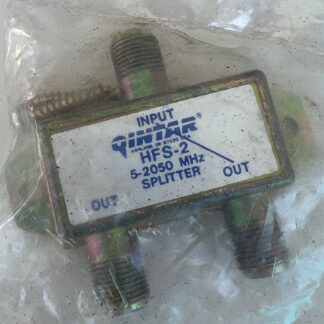 INPUT
QINTAR
HFS-2
5-2050 MHz
SPLITTER
OUT
OUT